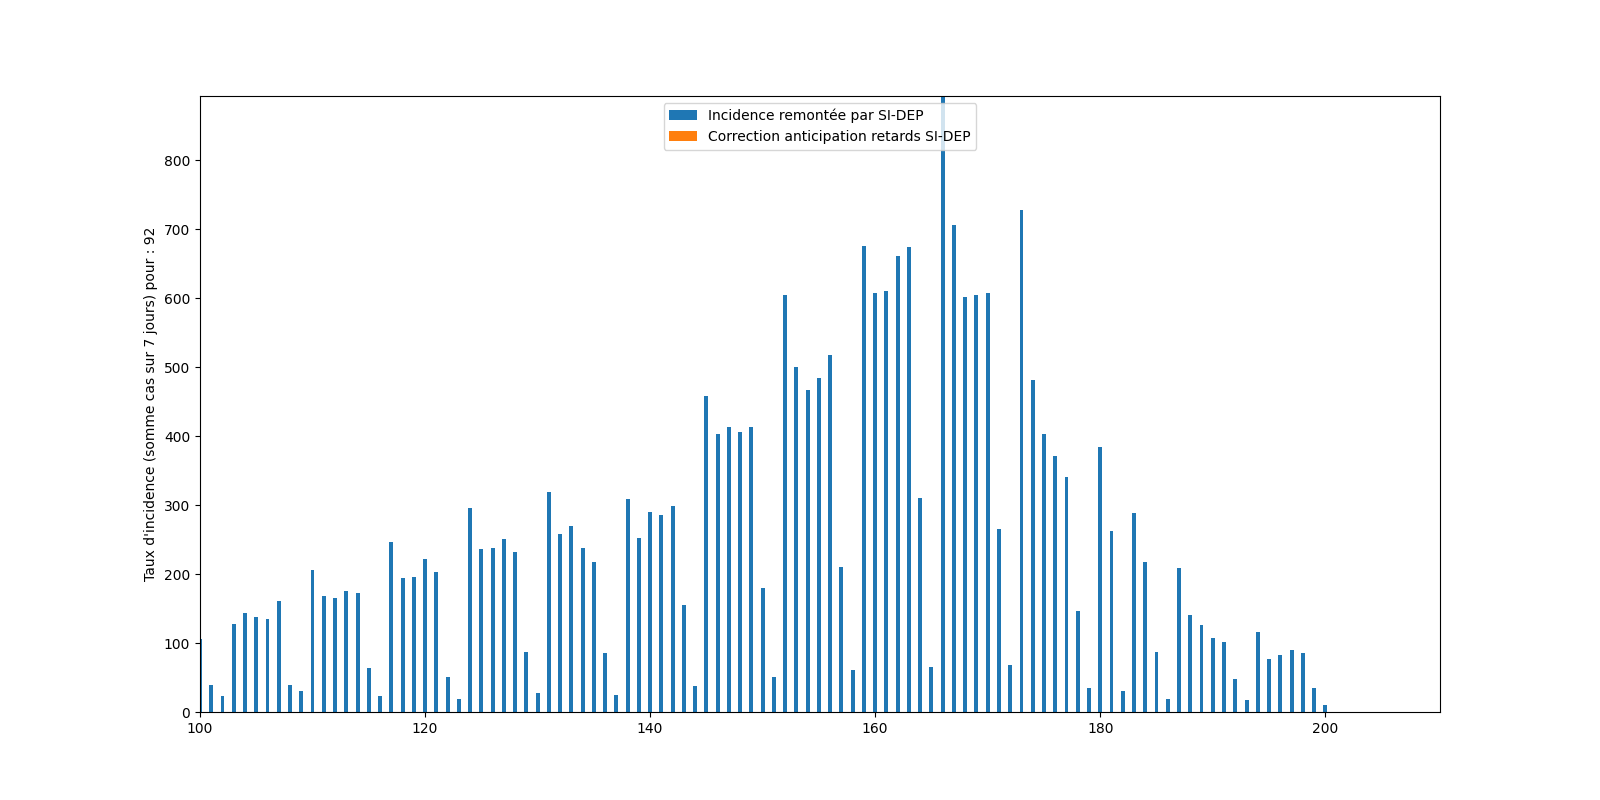 Incidence remontée par SI-DEP
Correction anticipation retards SI-DEP
Taux d'incidence (somme cas sur 7 jours) pour : 92
800
700
600
500
400
300
200
100
0
100 120 140 160 180 200